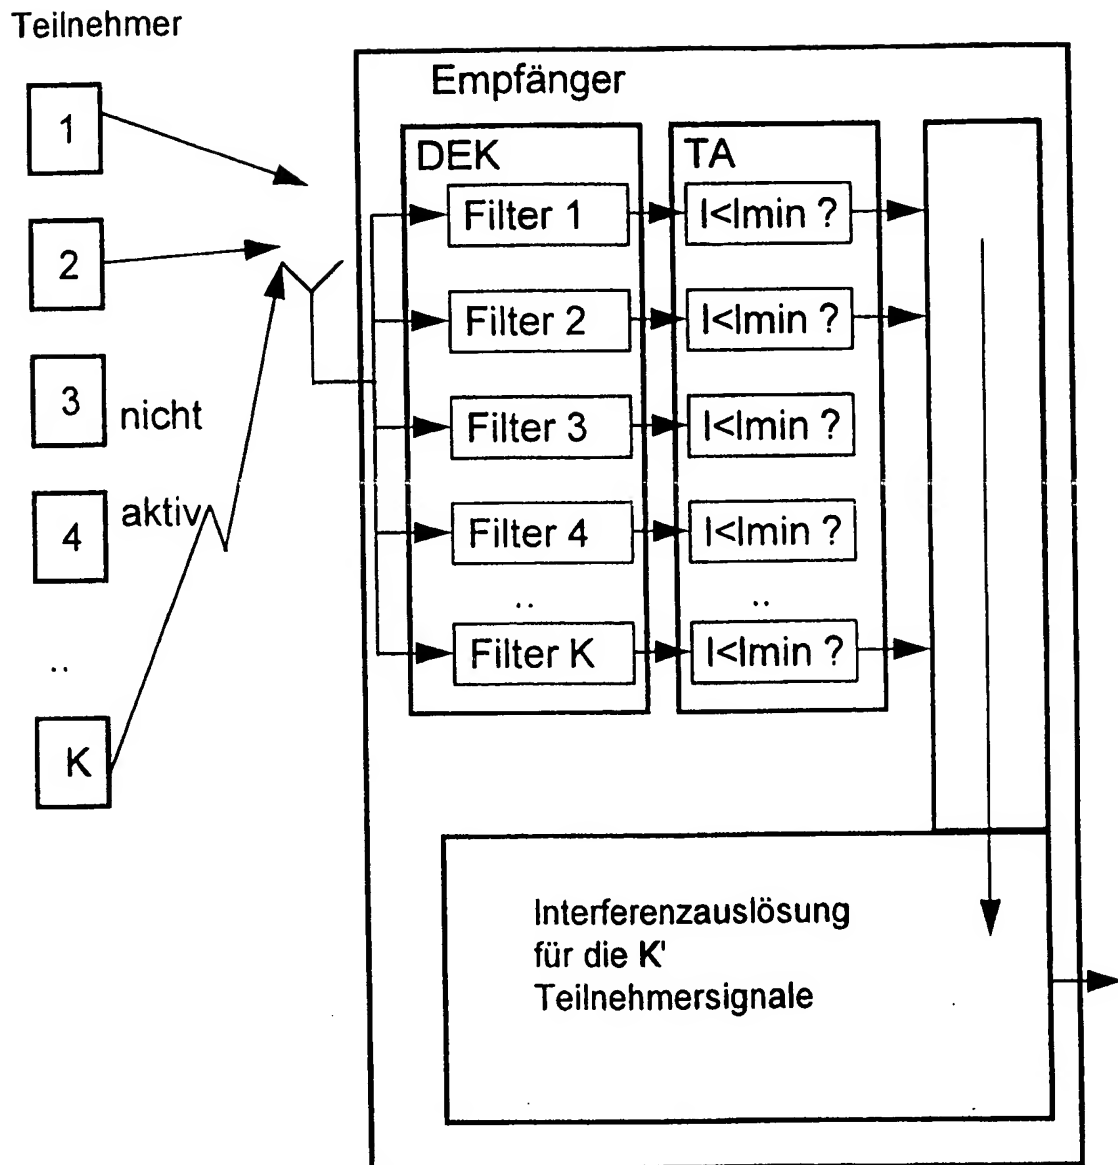 Teilnehmer
1
2
3 nicht
4 aktiv
..
K
Empfänger
DEK
Filter 1
Filter 2
Filter 3
Filter 4
..
Filter K
TA
I<Imin ?
I<Imin ?
I<Imin ?
I<Imin ?
..
I<Imin ?
Interferenzauslösung
für die K'
Teilnehmersignale